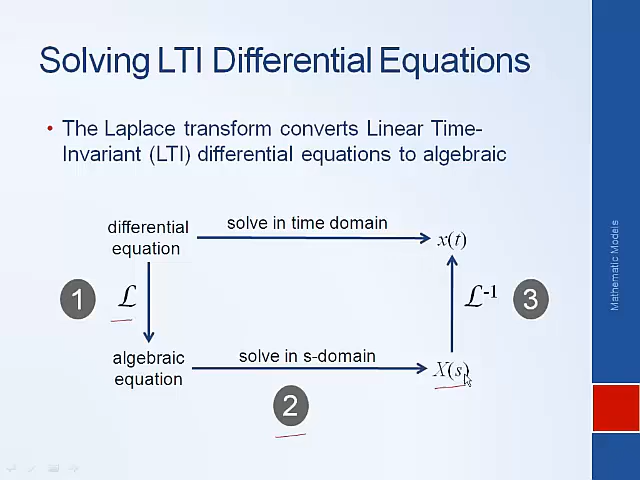 Solving LTI Differential Equations
• The Laplace transform converts Linear Time-
Invariant (LTI) differential equations to algebraic
differential
equation
solve in time domain
x(t)
1
ℒ
ℒ⁻¹
3
algebraic
equation
solve in s-domain
X(s)
2
Mathematic Models